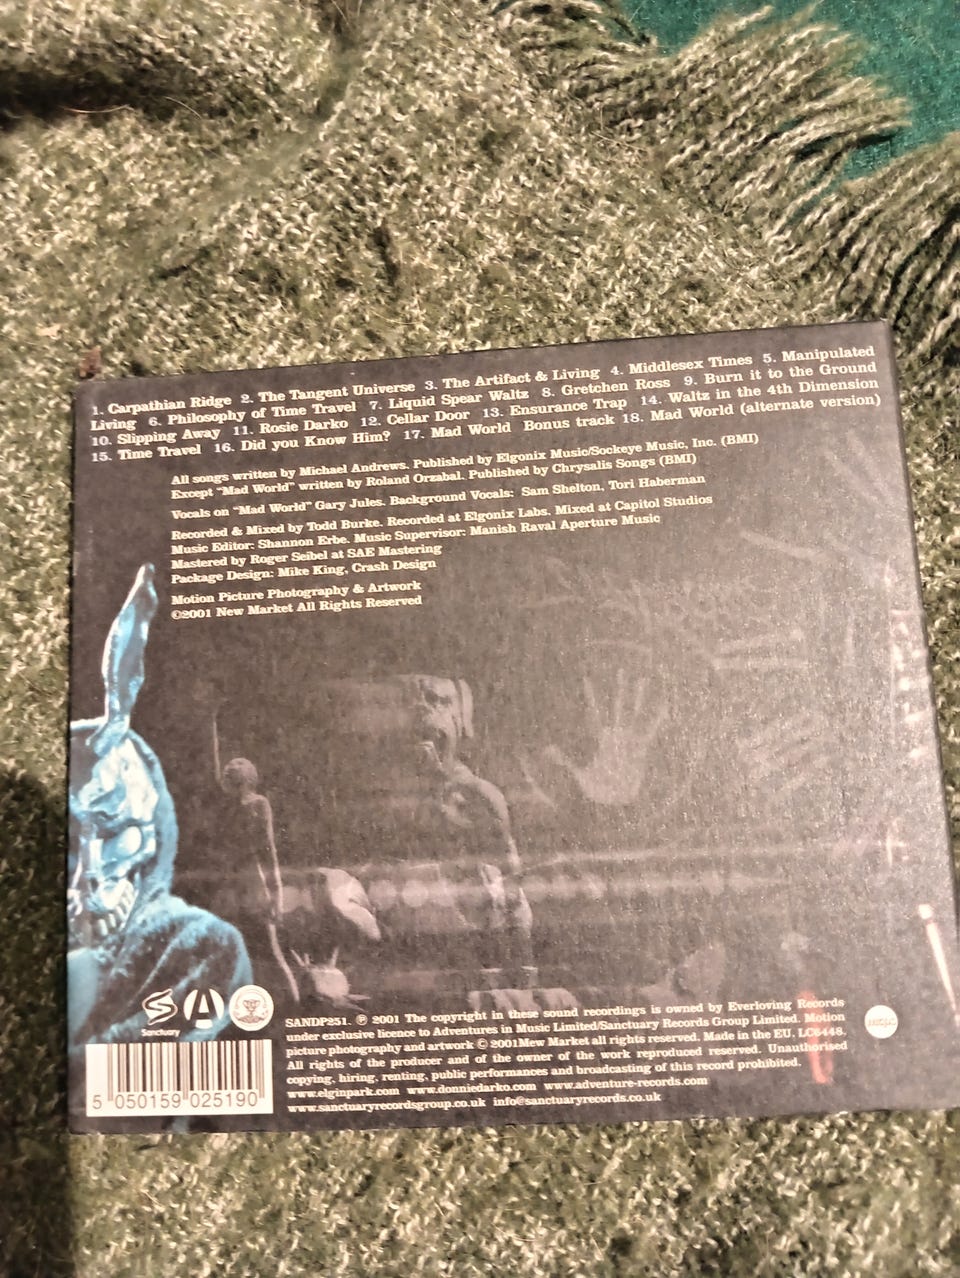 1. Carpathian Ridge 2. The Tangent Universe 3. The Artifact & Living 4. Middlesex Times 5. Manipulated
Living 6. Philosophy of Time Travel 7. Liquid Spear Waltz 8. Gretchen Ross 9. Burn it to the Ground
10. Slipping Away 11. Rosie Darko 12. Cellar Door 13. Ensurance Trap 14. Waltz in the 4th Dimension
15. Time Travel 16. Did you Know Him? 17. Mad World Bonus track 18. Mad World (alternate version)
All songs written by Michael Andrews. Published by Elgonix Music/Sockeye Music, Inc. (BMI)
Except “Mad World” written by Roland Orzabal. Published by Chrysalis Songs (BMI)
Vocals on “Mad World” Gary Jules. Background Vocals: Sam Shelton, Tori Haberman
Recorded & Mixed by Todd Burke. Recorded at Elgonix Labs. Mixed at Capitol Studios
Music Editor: Shannon Erbe. Music Supervisor: Manish Raval Aperture Music
Mastered by Roger Seibel at SAE Mastering
Package Design: Mike King, Crash Design
Motion Picture Photography & Artwork
©2001 New Market All Rights Reserved
Sanctuary
SANDP251. ℗ 2001 The copyright in these sound recordings is owned by Everloving Records
under exclusive licence to Adventures in Music Limited/Sanctuary Records Group Limited. Motion
picture photography and artwork © 2001Mew Market all rights reserved. Made in the EU. LC6448.
All rights of the producer and of the owner of the work reproduced reserved. Unauthorised
copying, hiring, renting, public performances and broadcasting of this record prohibited.
www.elginpark.com www.donniedarko.com www.adventure-records.com
www.sanctuaryrecordsgroup.co.uk info@sanctuaryrecords.co.uk
mcps
5 050159 025190